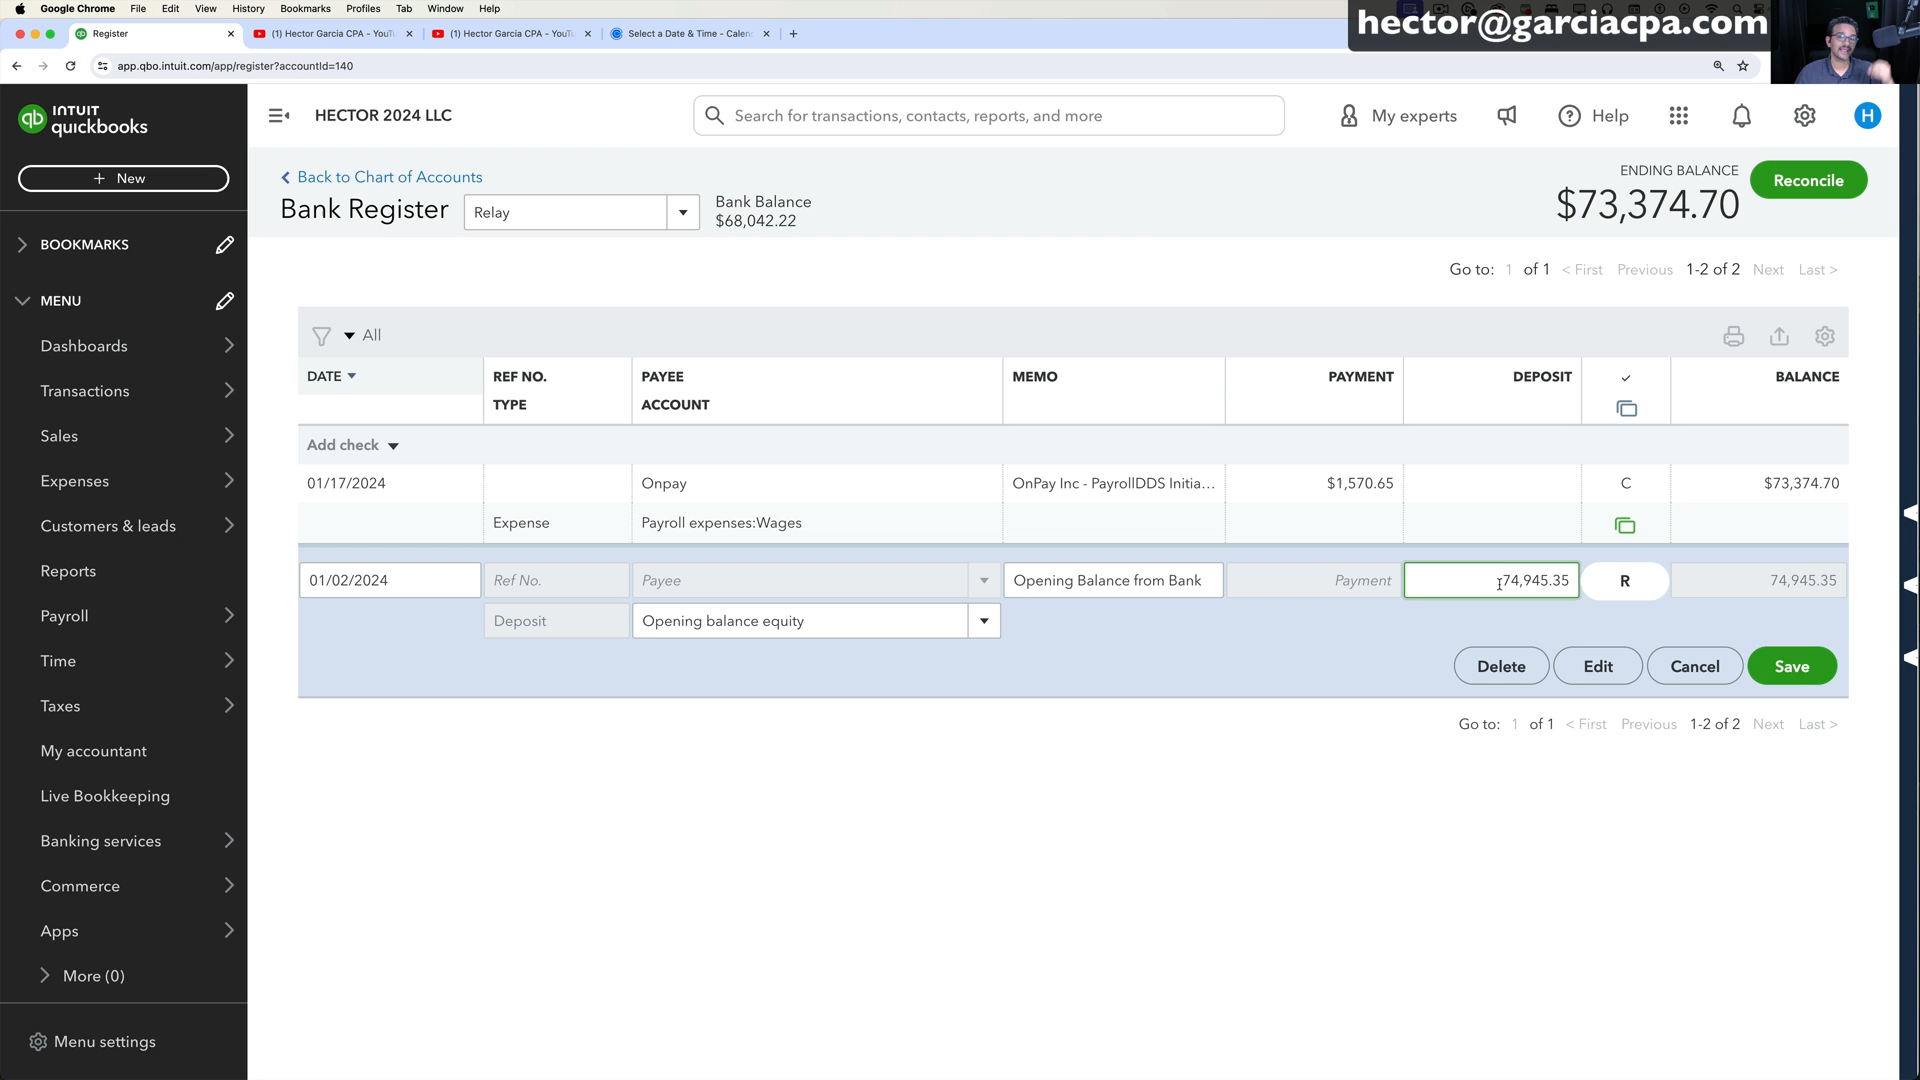 Google Chrome File Edit View History Bookmarks Profiles Tab Window Help
hector@garciacpa.com
Register
(1) Hector Garcia CPA - YouTu
(1) Hector Garcia CPA - YouTu
Select a Date & Time - Calen
app.qbo.intuit.com/app/register?accountId=140
qb INTUIT
quickbooks
HECTOR 2024 LLC
Search for transactions, contacts, reports, and more
My experts
Help
H
+ New
BOOKMARKS
MENU
Dashboards
Transactions
Sales
Expenses
Customers & leads
Reports
Payroll
Time
Taxes
My accountant
Live Bookkeeping
Banking services
Commerce
Apps
More (0)
Menu settings
Back to Chart of Accounts
Bank Register
Relay
Bank Balance
$68,042.22
ENDING BALANCE
$73,374.70
Reconcile
Go to: 1 of 1 < First Previous 1-2 of 2 Next Last >
All
DATE REF NO. PAYEE MEMO PAYMENT DEPOSIT ✓ BALANCE
TYPE ACCOUNT
Add check
01/17/2024 Onpay OnPay Inc - PayrollDDS Initia... $1,570.65 C $73,374.70
Expense Payroll expenses:Wages
01/02/2024 Ref No. Payee Opening Balance from Bank Payment 74,945.35 R 74,945.35
Deposit Opening balance equity
Delete Edit Cancel Save
Go to: 1 of 1 < First Previous 1-2 of 2 Next Last >